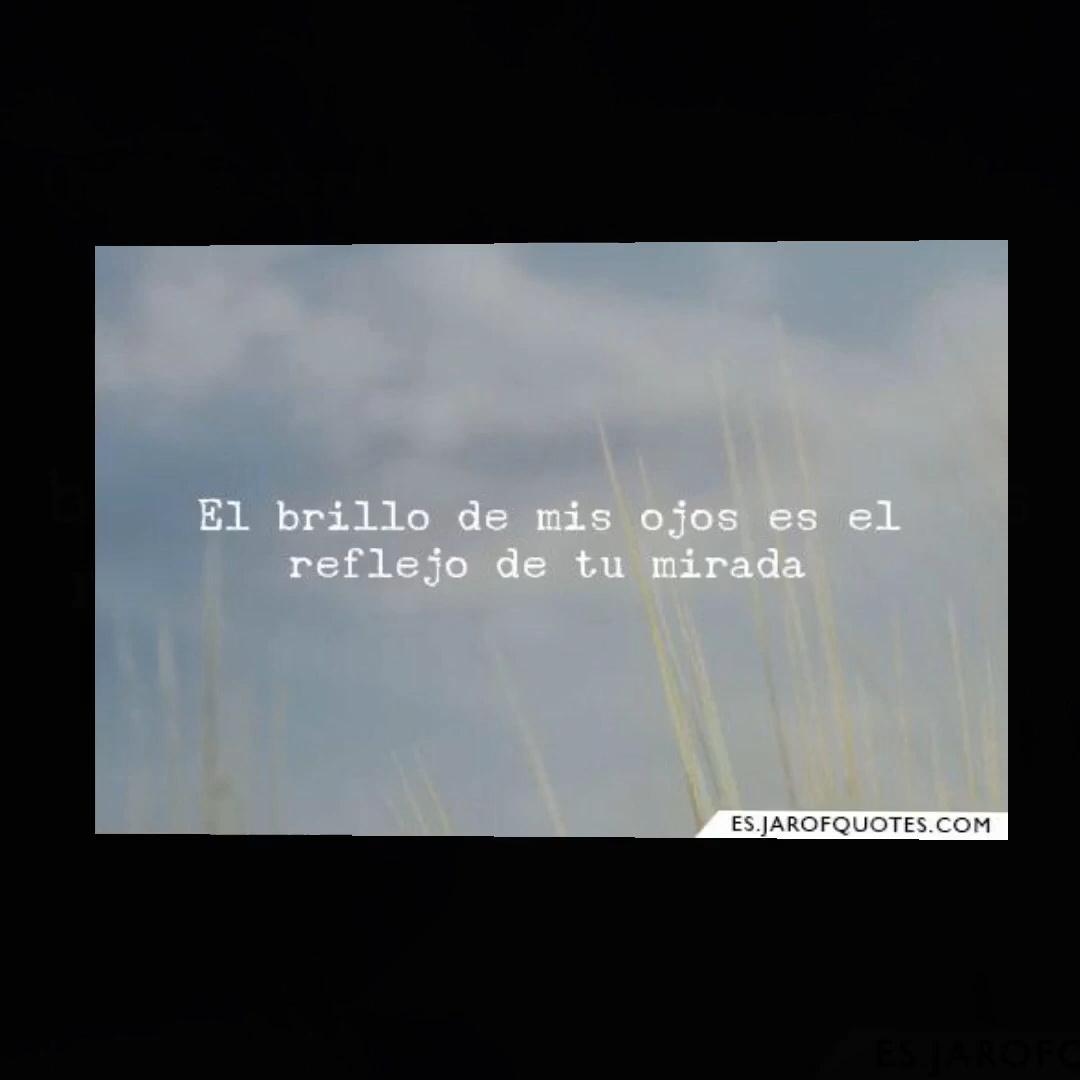 El brillo de mis ojos es el
reflejo de tu mirada
ES.JAROFQUOTES.COM